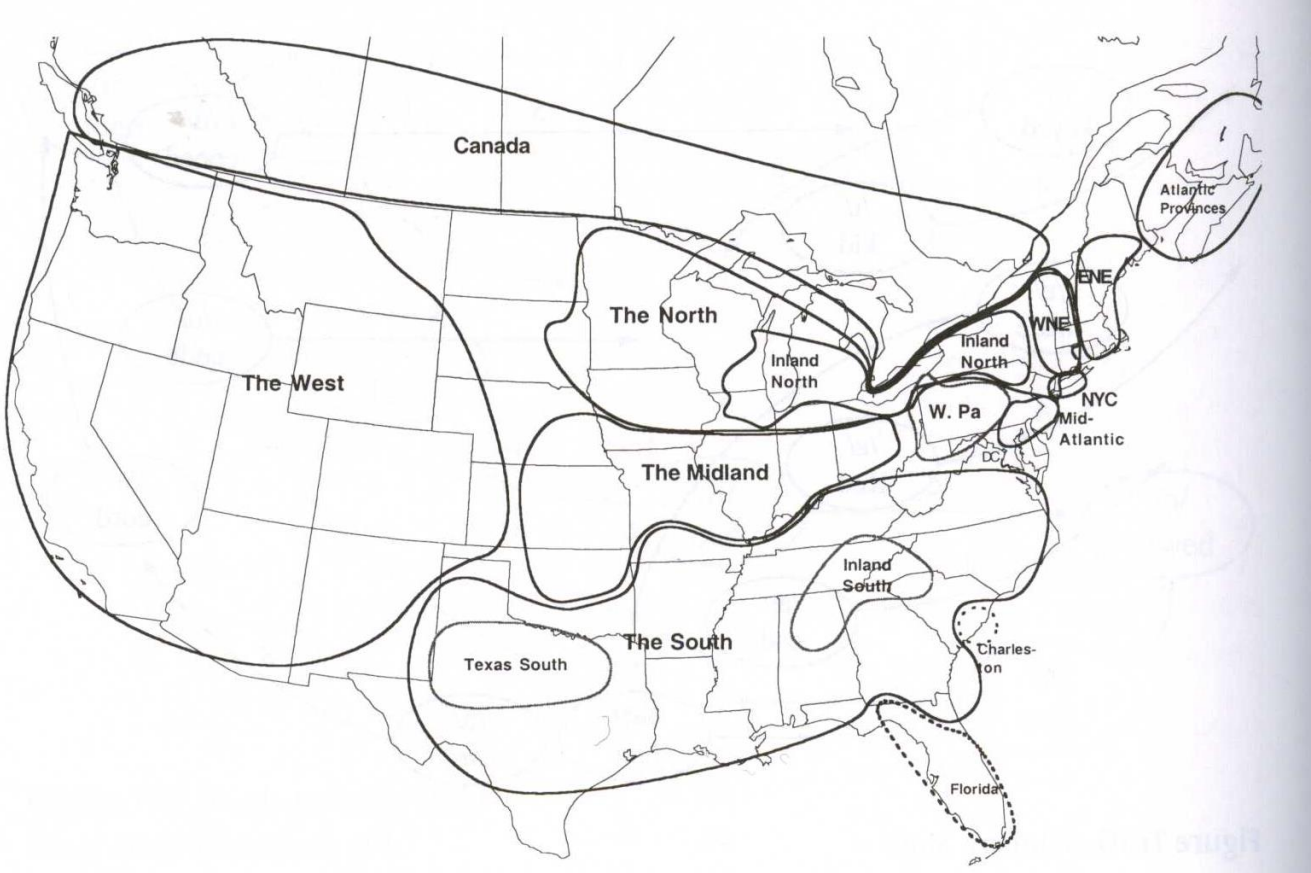 Canada
Atlantic
Provinces
ENE
The North
WNE
Inland
North
Inland
North
The West
NYC
W. Pa
Mid-
Atlantic
DC
The Midland
Inland
South
The South
Texas South
Charles-
ton
Florida